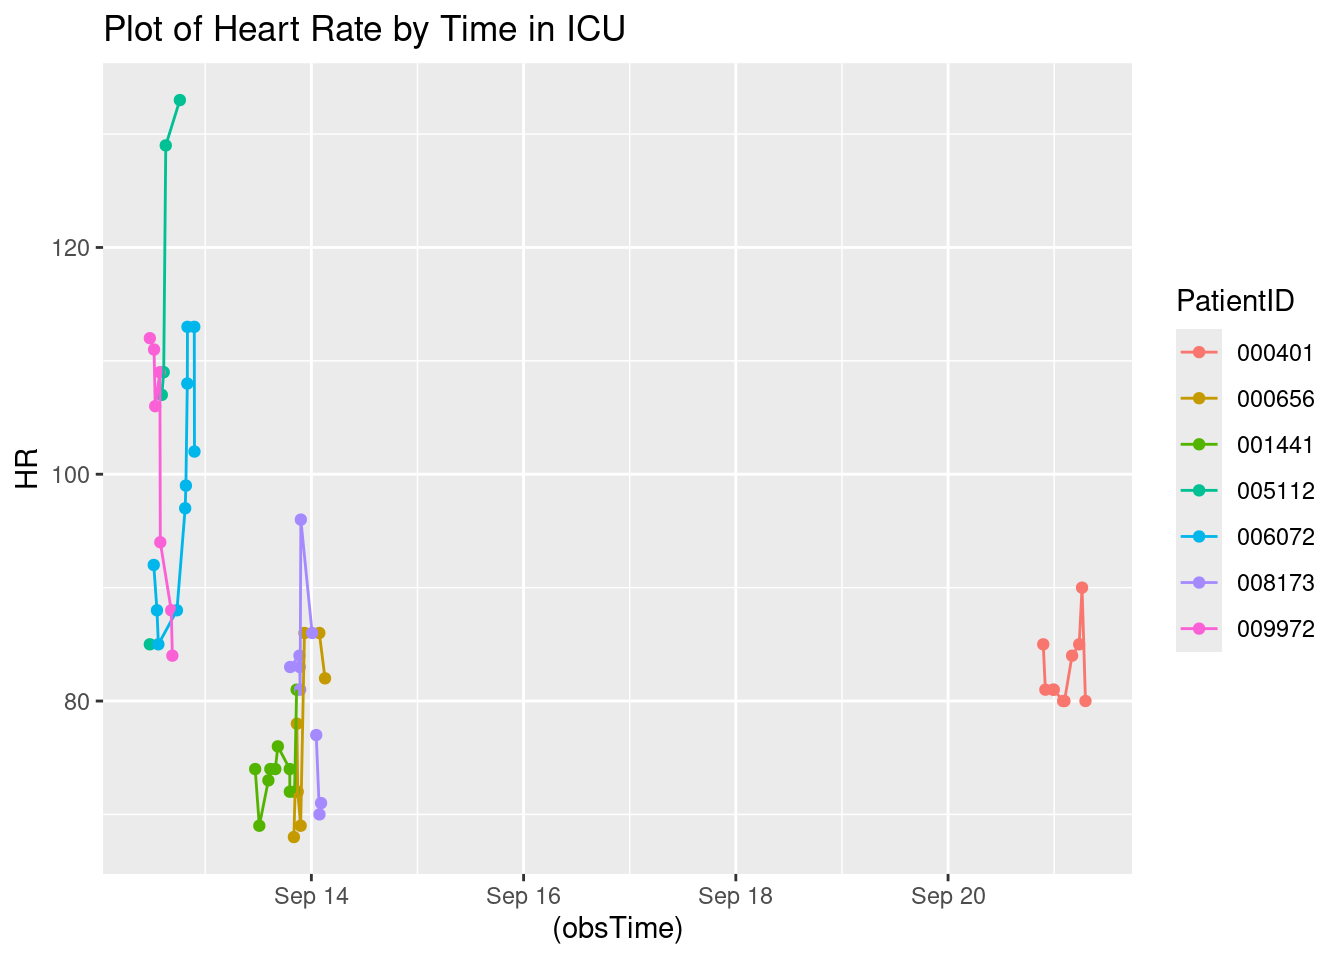 Plot of Heart Rate by Time in ICU
HR
120
100
80
Sep 14
Sep 16
Sep 18
Sep 20
(obsTime)
PatientID
000401
000656
001441
005112
006072
008173
009972